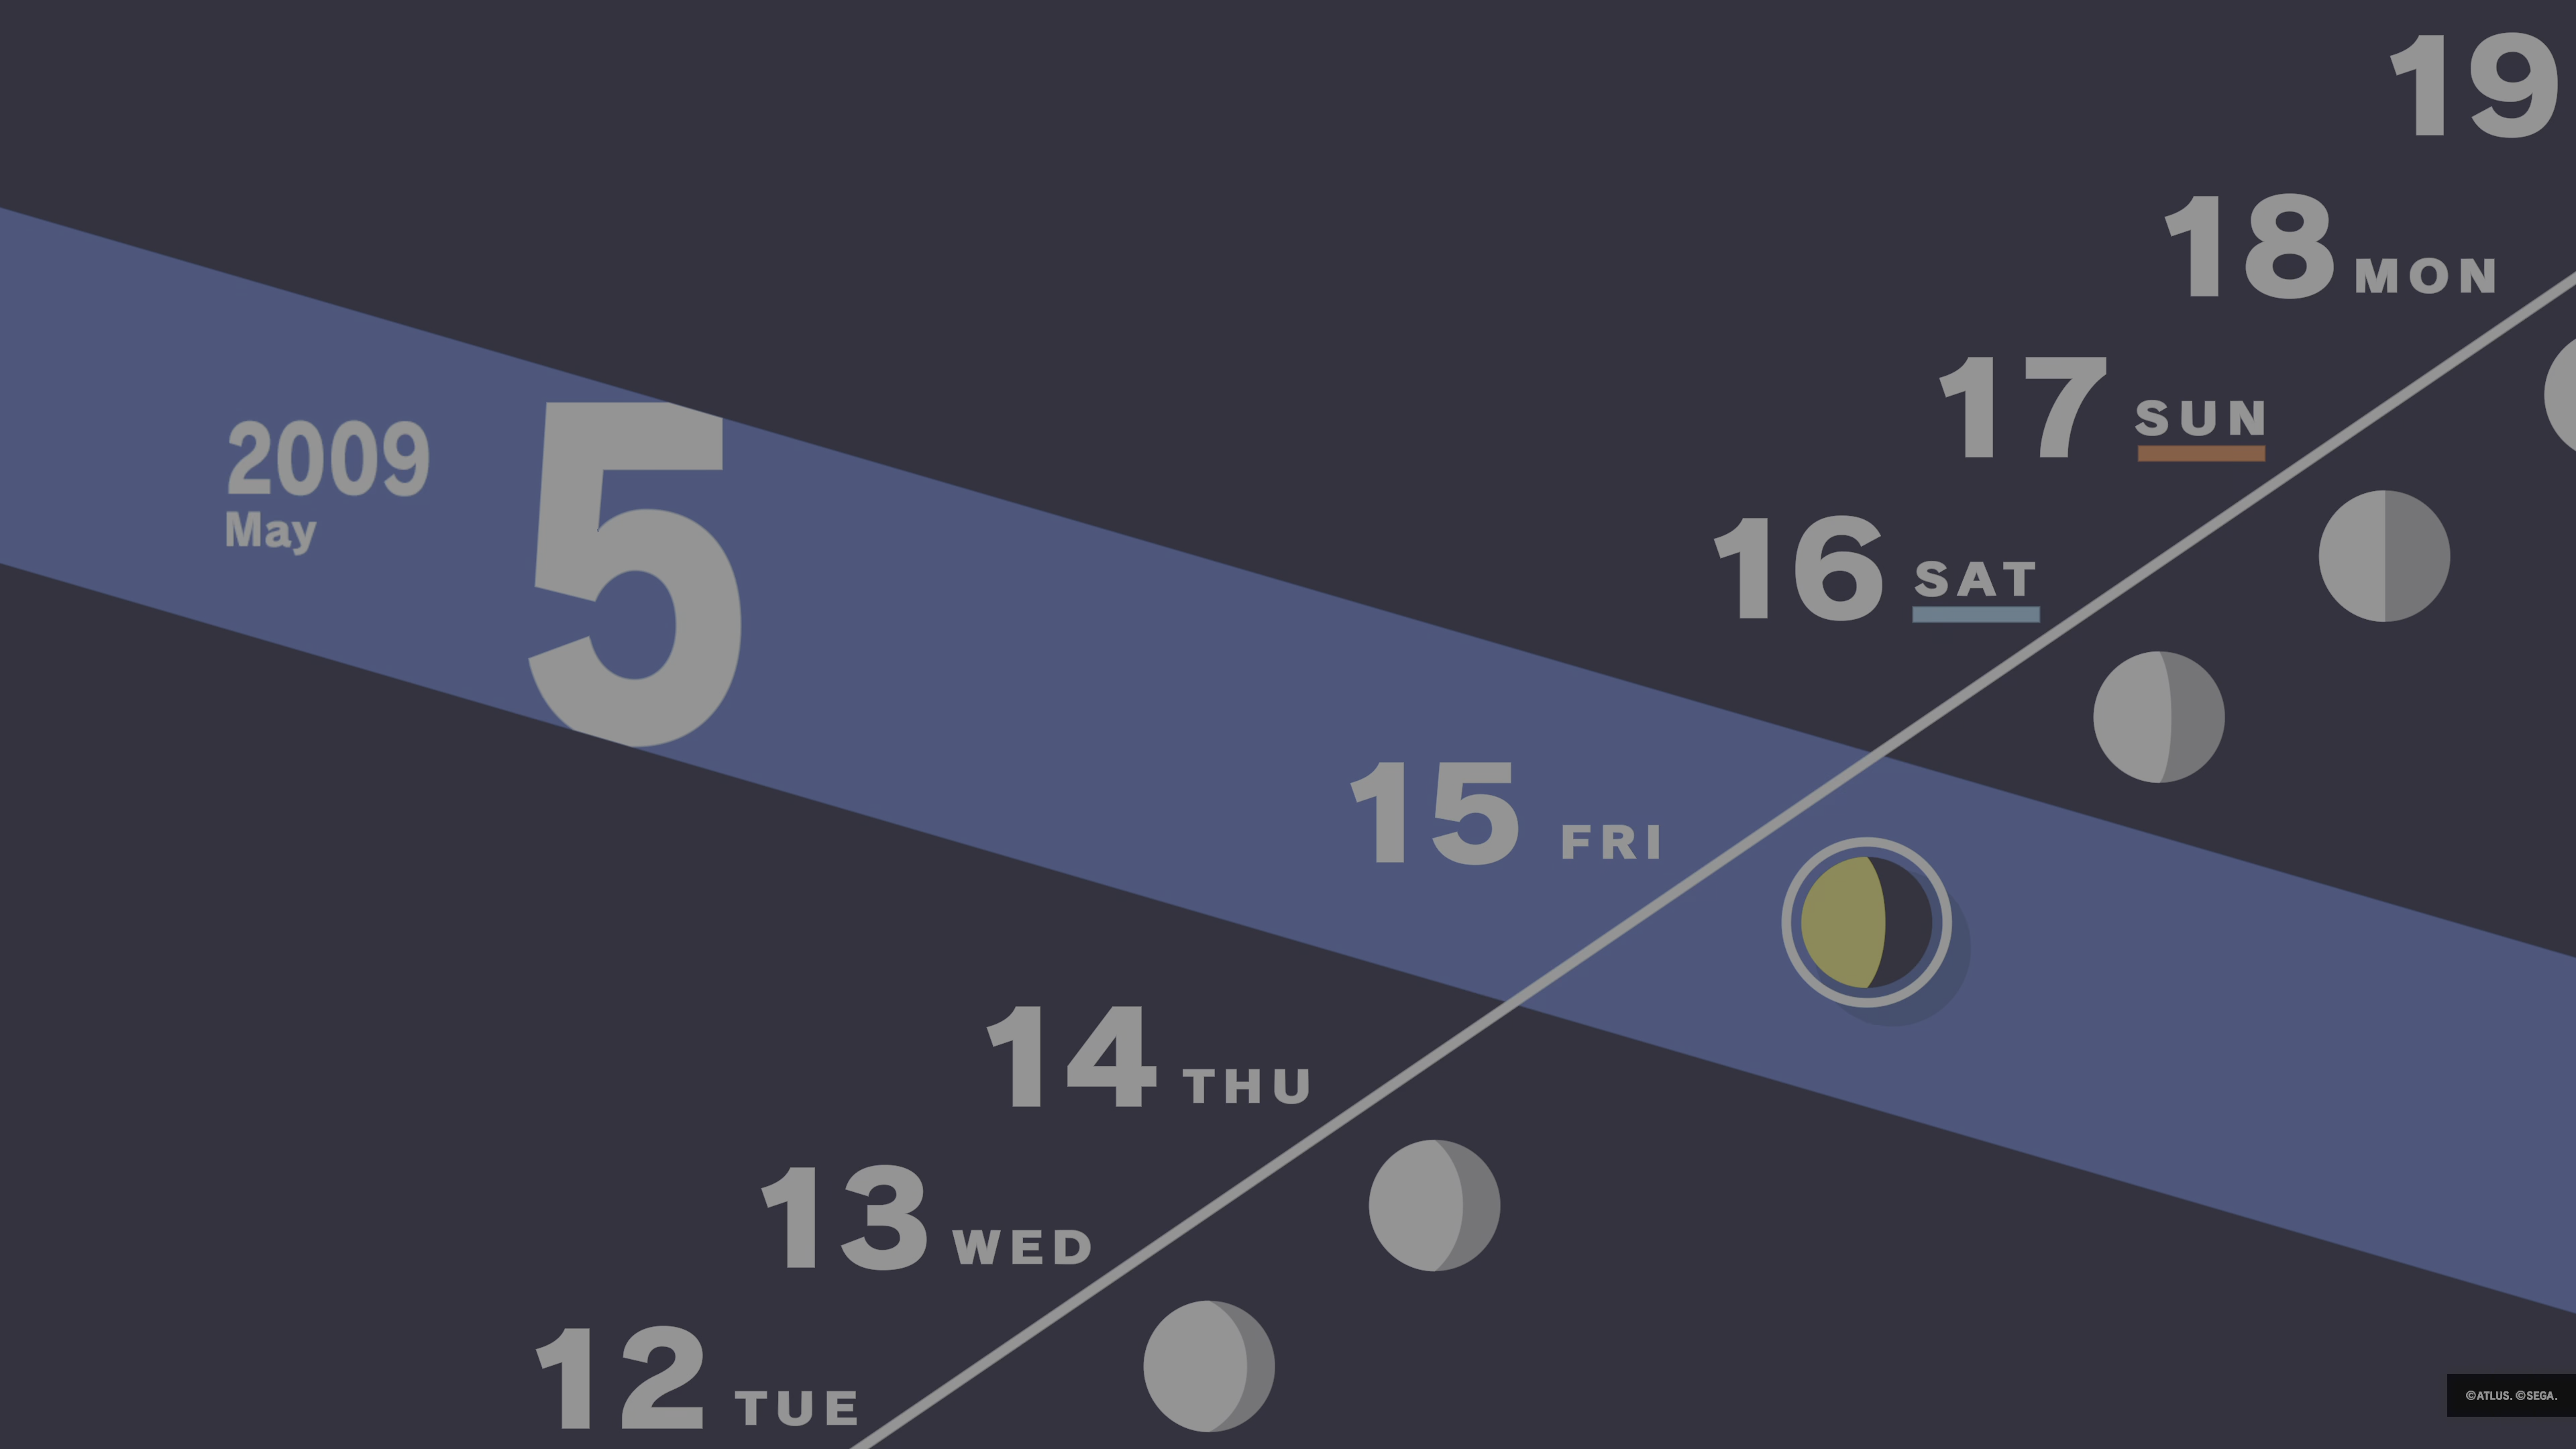 19
18 MON
17 SUN
16 SAT
2009
May
5
15 FRI
14 THU
13 WED
12 TUE
©ATLUS. ©SEGA.